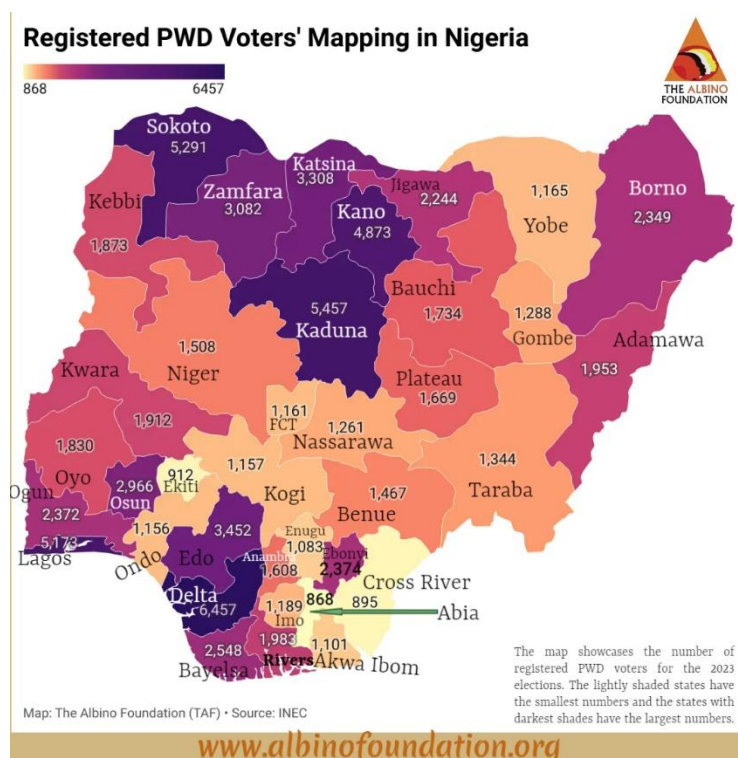 Registered PWD Voters' Mapping in Nigeria
868
6457
THE ALBINO
FOUNDATION
Sokoto
5,291
Katsina
3,308
Zamfara
3,082
Jigawa
2,244
Kano
4,873
Kebbi
1,873
1,165
Yobe
Borno
2,349
5,457
Kaduna
Bauchi
1,734
1,288
Gombe
Adamawa
1,953
1,508
Niger
Plateau
1,669
Kwara
1,912
1,161
FCT
1,261
Nassarawa
1,344
Taraba
1,830
Oyo
2,966
Osun
912
Ekiti
1,157
Kogi
1,467
Benue
Ogun
2,372
5,173
Lagos
1,156
Ondo
3,452
Edo
Enugu
1,083
Anambra
1,608
Ebonyi
2,374
Cross River
895
Delta
6,457
1,189
Imo
868
Abia
2,548
Bayelsa
1,983
Rivers
1,101
Akwa Ibom
The map showcases the number of
registered PWD voters for the 2023
elections. The lightly shaded states have
the smallest numbers and the states with
darkest shades have the largest numbers.
Map: The Albino Foundation (TAF) • Source: INEC
www.albinofoundation.org